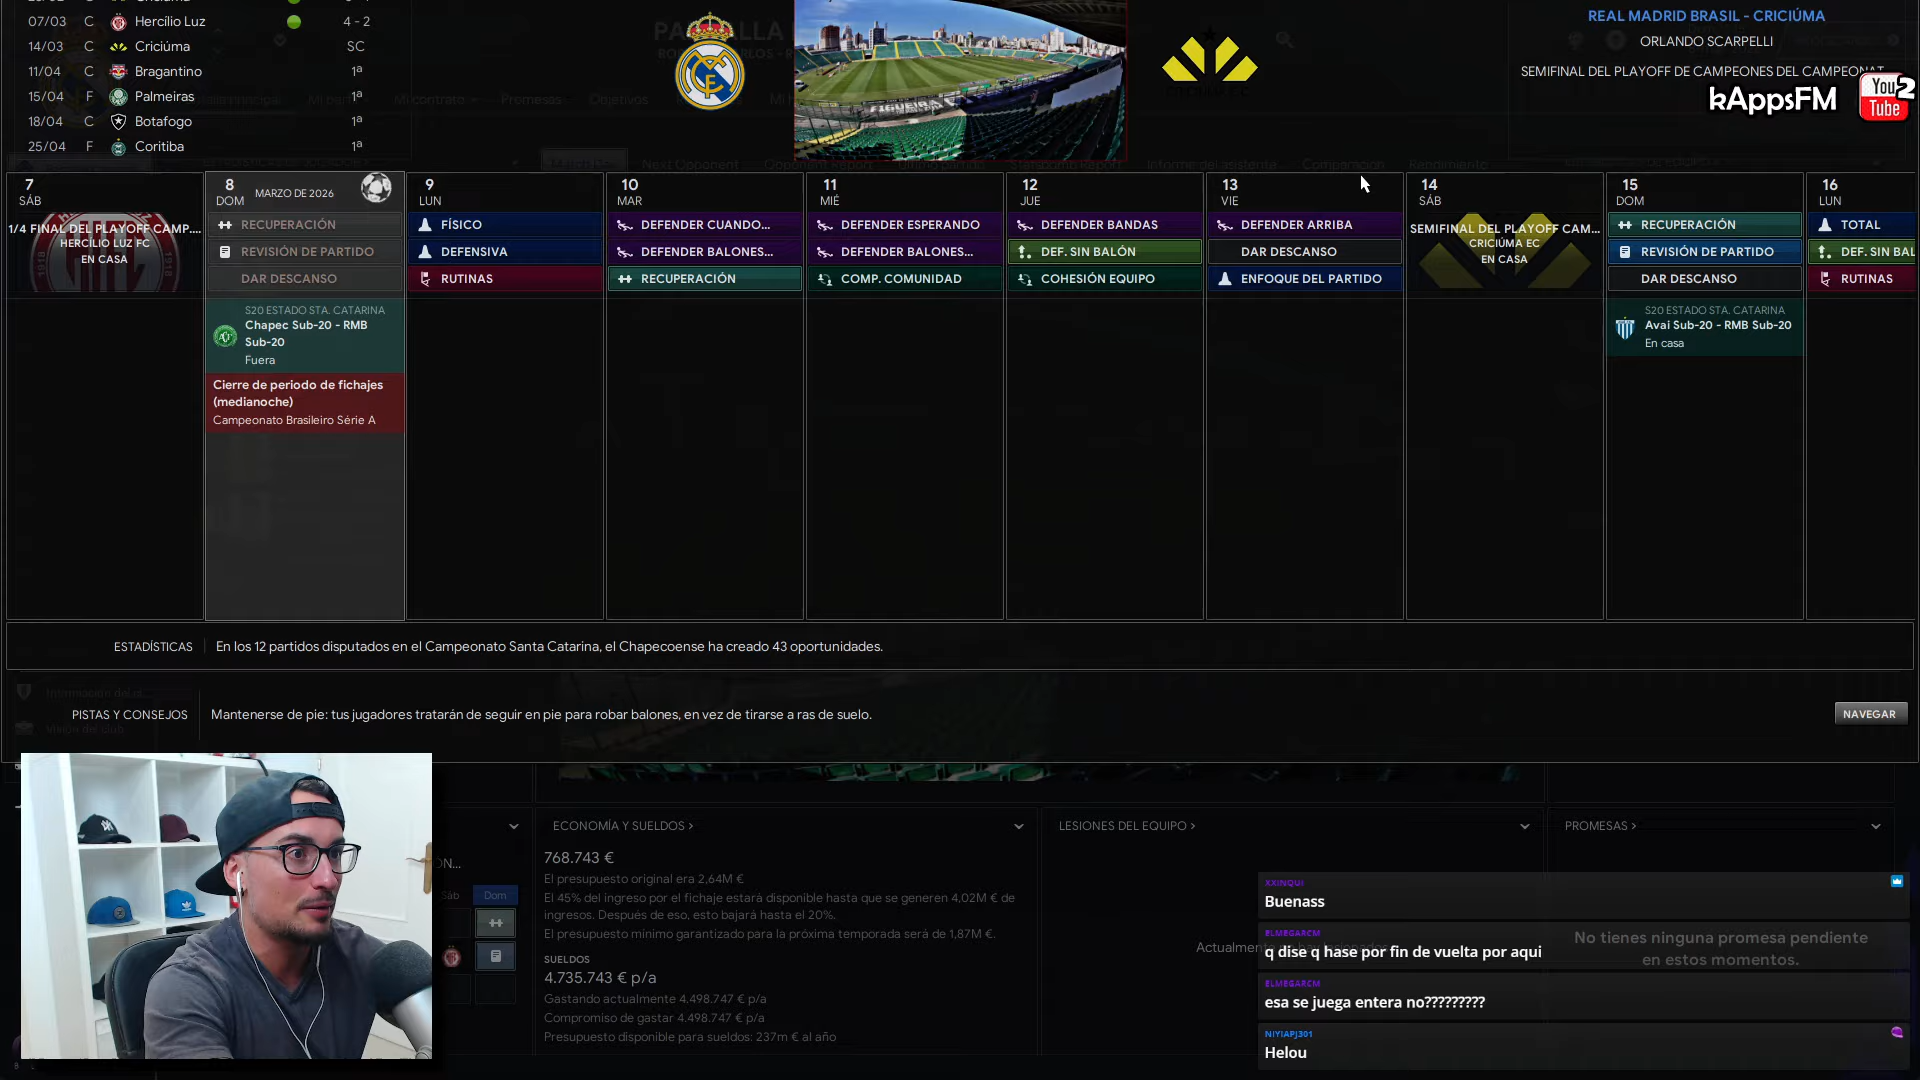 07/03 C Hercílio Luz 4 - 2
14/03 C Criciúma SC
11/04 C Bragantino 1ª
15/04 F Palmeiras 1ª
18/04 C Botafogo 1ª
25/04 F Coritiba 1ª
REAL MADRID BRASIL - CRICIÚMA
ORLANDO SCARPELLI
SEMIFINAL DEL PLAYOFF DE CAMPEONES DEL CAMPEONAT
kAppsFM
You2
Tube
7
SÁB
1/4 FINAL DEL PLAYOFF CAMP....
HERCÍLIO LUZ FC
EN CASA
8
DOM
MARZO DE 2026
RECUPERACIÓN
REVISIÓN DE PARTIDO
DAR DESCANSO
S20 ESTADO STA. CATARINA
Chapec Sub-20 - RMB
Sub-20
Fuera
Cierre de periodo de fichajes
(medianoche)
Campeonato Brasileiro Série A
9
LUN
FÍSICO
DEFENSIVA
RUTINAS
10
MAR
DEFENDER CUANDO...
DEFENDER BALONES...
RECUPERACIÓN
11
MIÉ
DEFENDER ESPERANDO
DEFENDER BALONES...
COMP. COMUNIDAD
12
JUE
DEFENDER BANDAS
DEF. SIN BALÓN
COHESIÓN EQUIPO
13
VIE
DEFENDER ARRIBA
DAR DESCANSO
ENFOQUE DEL PARTIDO
14
SÁB
SEMIFINAL DEL PLAYOFF CAM...
CRICIÚMA EC
EN CASA
15
DOM
RECUPERACIÓN
REVISIÓN DE PARTIDO
DAR DESCANSO
S20 ESTADO STA. CATARINA
Avai Sub-20 - RMB Sub-20
En casa
16
LUN
TOTAL
DEF. SIN BAL
RUTINAS
ESTADÍSTICAS
En los 12 partidos disputados en el Campeonato Santa Catarina, el Chapecoense ha creado 43 oportunidades.
PISTAS Y CONSEJOS
Mantenerse de pie: tus jugadores tratarán de seguir en pie para robar balones, en vez de tirarse a ras de suelo.
NAVEGAR
ÓN...
Sáb Dom
ECONOMÍA Y SUELDOS >
768.743 €
El presupuesto original era 2,64M €
El 45% del ingreso por el fichaje estará disponible hasta que se generen 4,02M € de
ingresos. Después de eso, esto bajará hasta el 20%.
El presupuesto mínimo garantizado para la próxima temporada será de 1,87M €.
SUELDOS
4.735.743 € p/a
Gastando actualmente 4.498.747 € p/a
Compromiso de gastar 4.498.747 € p/a
Presupuesto disponible para sueldos: 237m € al año
LESIONES DEL EQUIPO >
PROMESAS >
No tienes ninguna promesa pendiente
en estos momentos.
XXINQUI
Buenass
ELMEGARCM
q dise q hase por fin de vuelta por aqui
ELMEGARCM
esa se juega entera no?????????
NIYIAPJ301
Helou